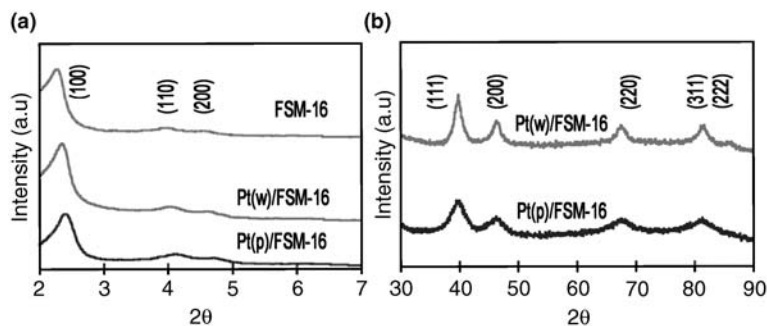 (a)
Intensity (a.u)
(100)
(110)
(200)
FSM-16
Pt(w)/FSM-16
Pt(p)/FSM-16
2 3 4 5 6 7
2θ
(b)
Intensity (a.u)
(111)
(200)
(220)
(311)
(222)
Pt(w)/FSM-16
Pt(p)/FSM-16
30 40 50 60 70 80 90
2θ